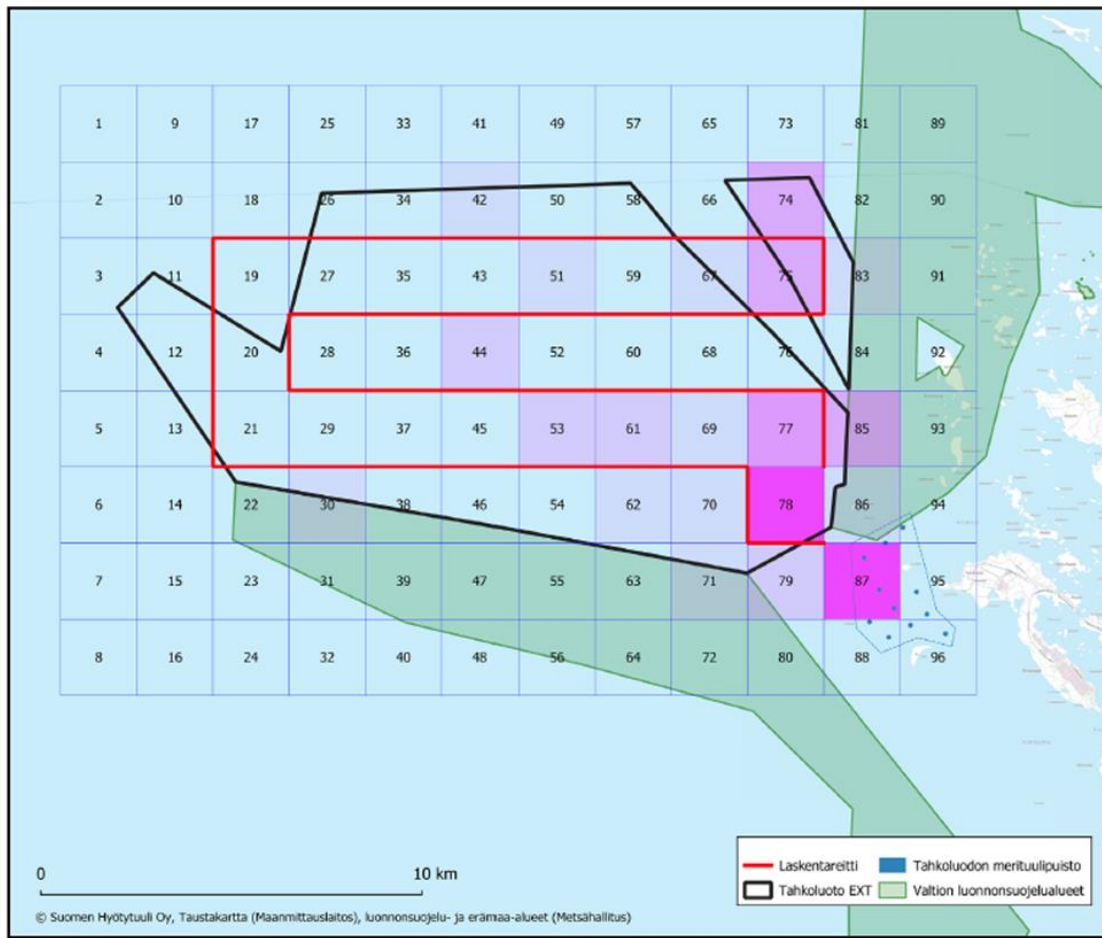 1 9 17 25 33 41 49 57 65 73 81 89
2 10 18 26 34 42 50 58 66 74 82 90
3 11 19 27 35 43 51 59 67 75 83 91
4 12 20 28 36 44 52 60 68 76 84 92
5 13 21 29 37 45 53 61 69 77 85 93
6 14 22 30 38 46 54 62 70 78 86 94
7 15 23 31 39 47 55 63 71 79 87 95
8 16 24 32 40 48 56 64 72 80 88 96
0 10 km
Laskentareitti Tahkoluodon merituulipuisto
Tahkoluoto EXT Valtion luonnonsuojelualueet
© Suomen Hyötytuuli Oy, Taustakartta (Maanmittauslaitos), luonnonsuojelu- ja erämaa-alueet (Metsähallitus)